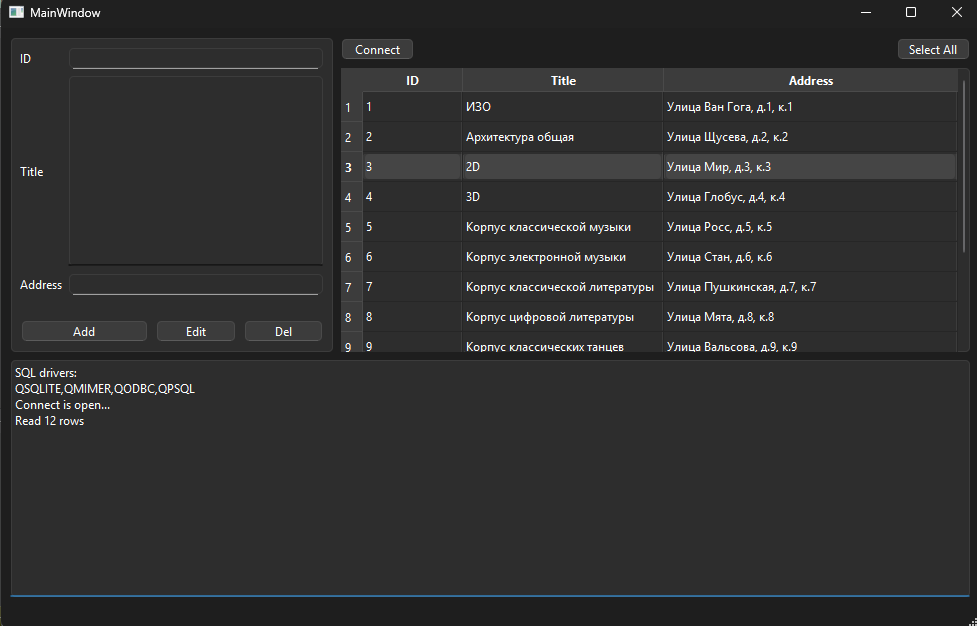 MainWindow
ID
Title
Address
Add Edit Del
Connect Select All
ID Title Address
1 1 ИЗО Улица Ван Гога, д.1, к.1
2 2 Архитектура общая Улица Щусева, д.2, к.2
3 3 2D Улица Мир, д.3, к.3
4 4 3D Улица Глобус, д.4, к.4
5 5 Корпус классической музыки Улица Росс, д.5, к.5
6 6 Корпус электронной музыки Улица Стан, д.6, к.6
7 7 Корпус классической литературы Улица Пушкинская, д.7, к.7
8 8 Корпус цифровой литературы Улица Мята, д.8, к.8
9 9 Корпус классических танцев Улица Вальсова, д.9, к.9
SQL drivers:
QSQLITE,QMIMER,QODBC,QPSQL
Connect is open...
Read 12 rows